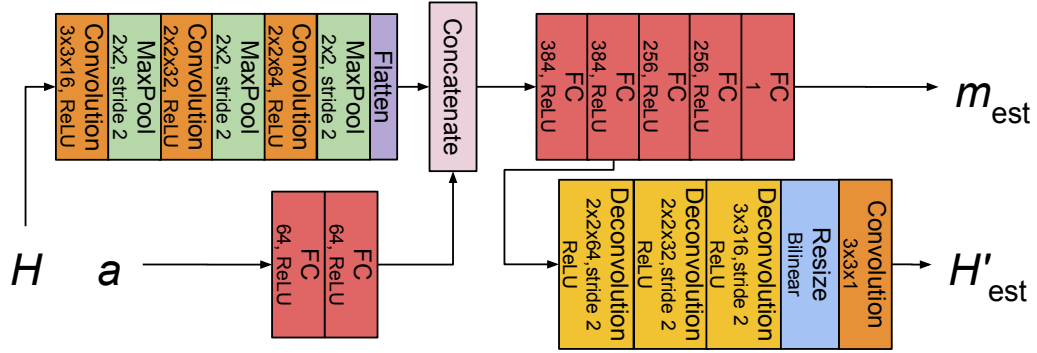 Convolution
3x3x16, ReLU
MaxPool
2x2, stride 2
Convolution
2x2x32, ReLU
MaxPool
2x2, stride 2
Convolution
2x2x64, ReLU
MaxPool
2x2, stride 2
Flatten
Concatenate
FC
384, ReLU
FC
384, ReLU
FC
256, ReLU
FC
256, ReLU
FC
1
m_est
H
a
FC
64, ReLU
FC
64, ReLU
Deconvolution
2x2x64,stride 2
ReLU
Deconvolution
2x2x32,stride 2
ReLU
Deconvolution
3x316,stride 2
ReLU
Resize
Bilinear
Convolution
3x3x1
H'_est